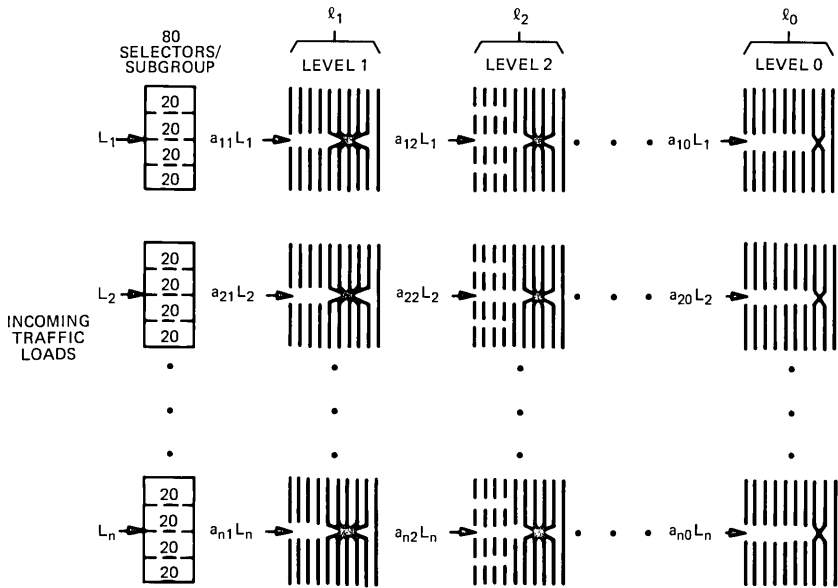 80
SELECTORS/
SUBGROUP
ℓ1
LEVEL 1
ℓ2
LEVEL 2
ℓ0
LEVEL 0
L1
20
20
20
20
a11L1
a12L1
a10L1
L2
20
20
20
20
a21L2
a22L2
a20L2
INCOMING
TRAFFIC
LOADS
Ln
20
20
20
20
an1Ln
an2Ln
an0Ln